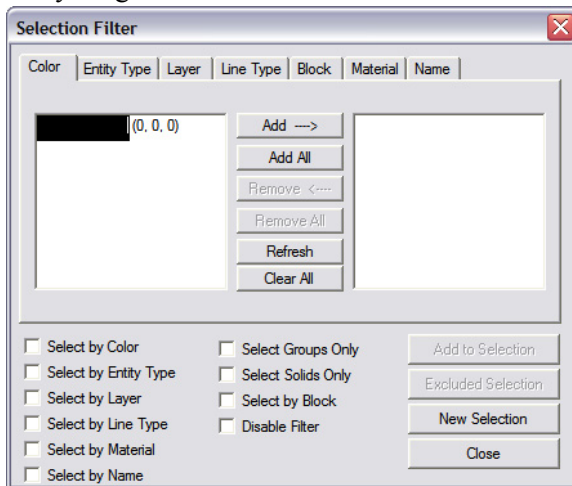 Selection Filter
Color Entity Type Layer Line Type Block Material Name
(0, 0, 0)
Add ---->
Add All
Remove <----
Remove All
Refresh
Clear All
Select by Color
Select by Entity Type
Select by Layer
Select by Line Type
Select by Material
Select by Name
Select Groups Only
Select Solids Only
Select by Block
Disable Filter
Add to Selection
Excluded Selection
New Selection
Close